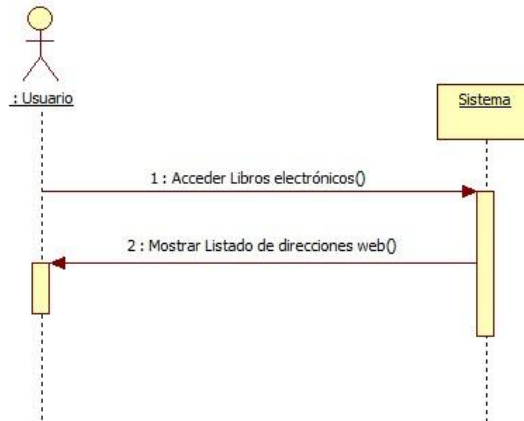 : Usuario
Sistema
1 : Acceder Libros electrónicos()
2 : Mostrar Listado de direcciones web()